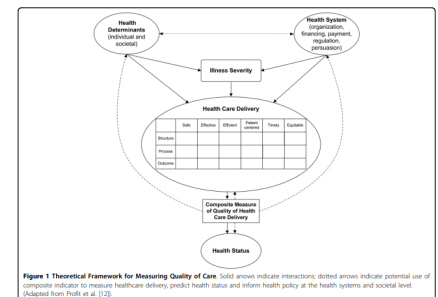 Health
Determinants
(individual and
societal)
Health System
(organization,
financing, payment,
regulation,
persuasion)
Illness Severity
Health Care Delivery
Safe Effective Efficient Patient centered Timely Equitable
Structure
Process
Outcome
Composite Measure
of Quality of Health
Care Delivery
Health Status
Figure 1 Theoretical Framework for Measuring Quality of Care. Solid arrows indicate interactions; dotted arrows indicate potential use of
composite indicator to measure healthcare delivery, predict health status and inform health policy at the health systems and societal level.
(Adapted from Profit et al. [12]).